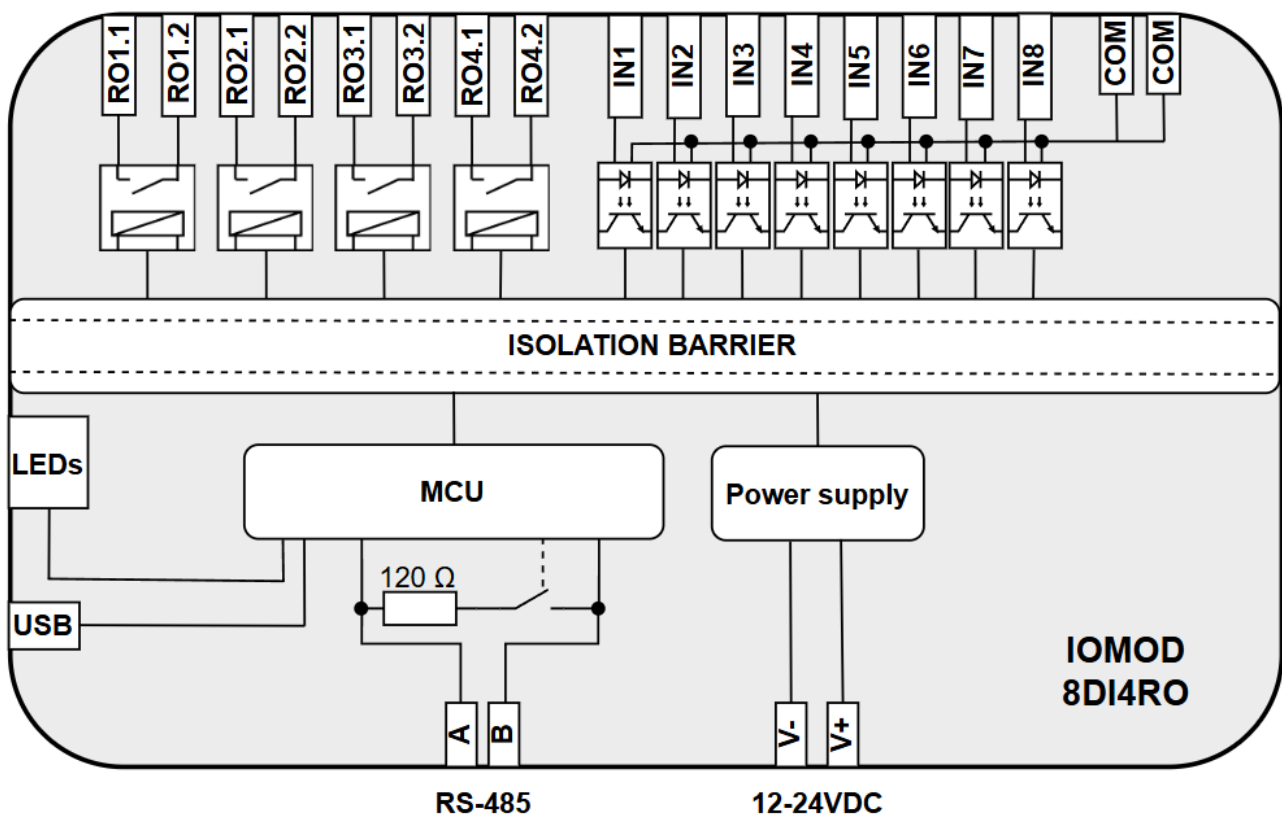 RO1.1
RO1.2
RO2.1
RO2.2
RO3.1
RO3.2
RO4.1
RO4.2
IN1
IN2
IN3
IN4
IN5
IN6
IN7
IN8
COM
COM
ISOLATION BARRIER
LEDs
MCU
Power supply
120 Ω
USB
IOMOD
8DI4RO
A
B
V-
V+
RS-485
12-24VDC